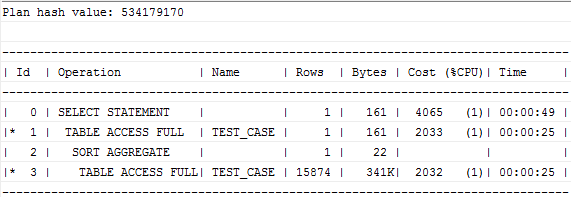 Plan hash value: 534179170
--------------------------------------------------------------------------------
| Id  | Operation           | Name      | Rows  | Bytes | Cost (%CPU)| Time     |
--------------------------------------------------------------------------------
|   0 | SELECT STATEMENT    |           |     1 |   161 |  4065   (1)| 00:00:49 |
|*  1 |  TABLE ACCESS FULL  | TEST_CASE |     1 |   161 |  2033   (1)| 00:00:25 |
|   2 |   SORT AGGREGATE    |           |     1 |    22 |            |          |
|*  3 |    TABLE ACCESS FULL| TEST_CASE | 15874 |   341K|  2032   (1)| 00:00:25 |
--------------------------------------------------------------------------------